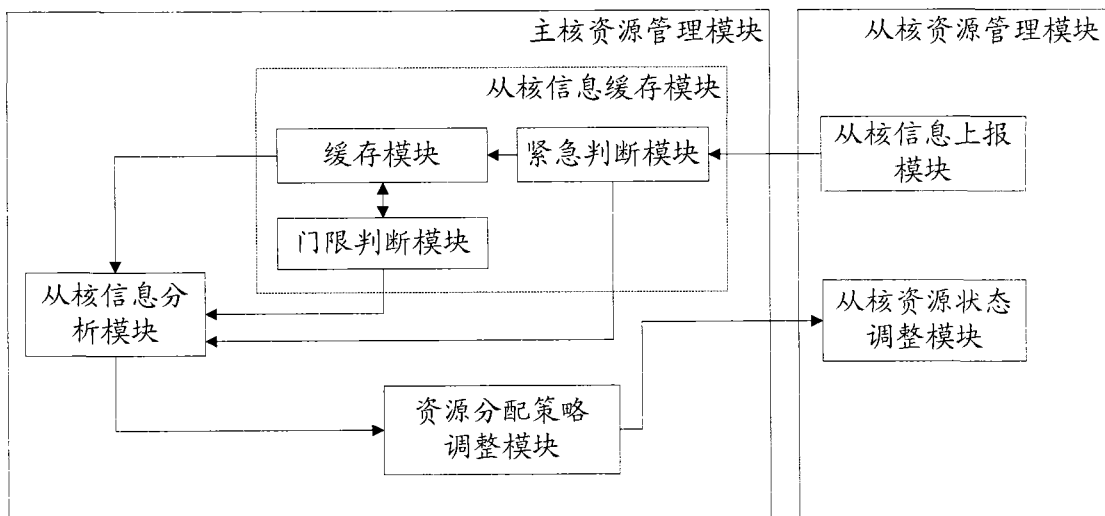 主核资源管理模块
从核资源管理模块
从核信息缓存模块
缓存模块
紧急判断模块
从核信息上报
模块
门限判断模块
从核信息分
析模块
从核资源状态
调整模块
资源分配策略
调整模块